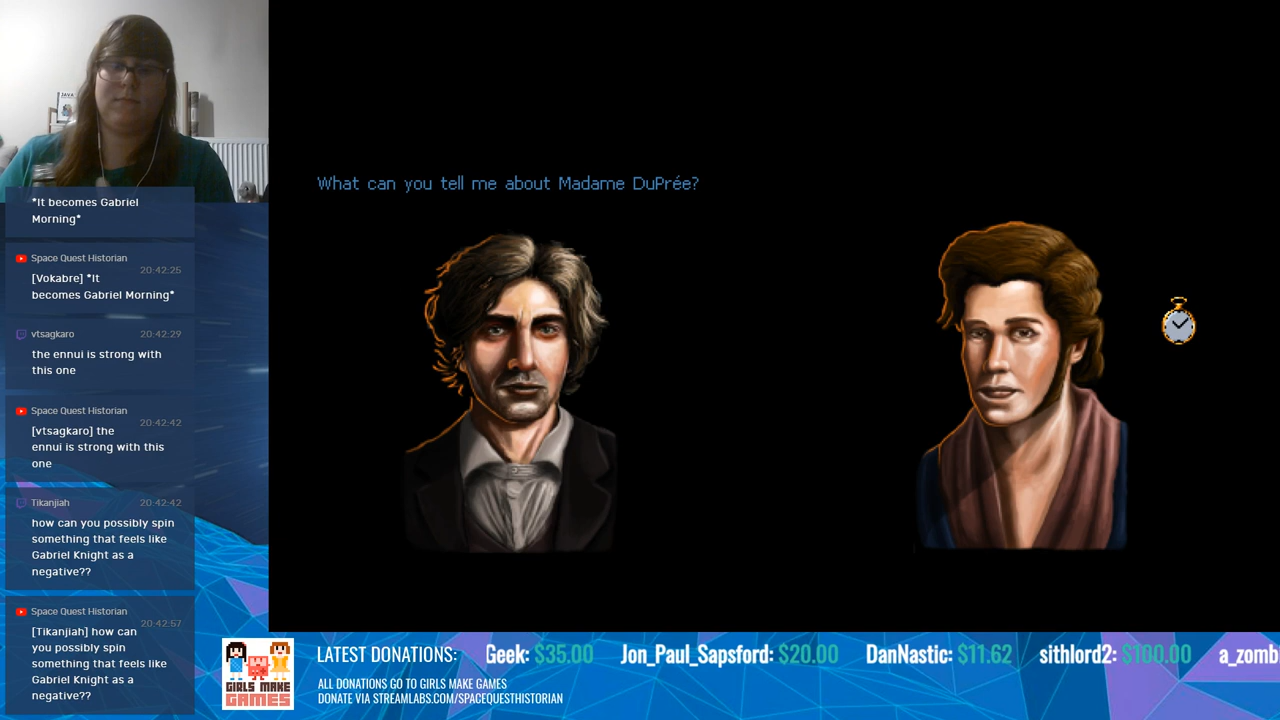 JAVA
*It becomes Gabriel
Morning*
Space Quest Historian
20:42:25
[Vokabre] *It
becomes Gabriel Morning*
vtsagkaro
20:42:29
the ennui is strong with
this one
Space Quest Historian
20:42:42
[vtsagkaro] the
ennui is strong with this
one
Tikanjiah
20:42:42
how can you possibly spin
something that feels like
Gabriel Knight as a
negative??
Space Quest Historian
20:42:57
[Tikanjiah] how can
you possibly spin
something that feels like
Gabriel Knight as a
negative??
What can you tell me about Madame DuPrée?
GIRLS MAKE
GAMES
LATEST DONATIONS: Geek: $35.00 Jon_Paul_Sapsford: $20.00 DanNastic: $11.62 sithlord2: $100.00 a_zomb
ALL DONATIONS GO TO GIRLS MAKE GAMES
DONATE VIA STREAMLABS.COM/SPACEQUESTHISTORIAN